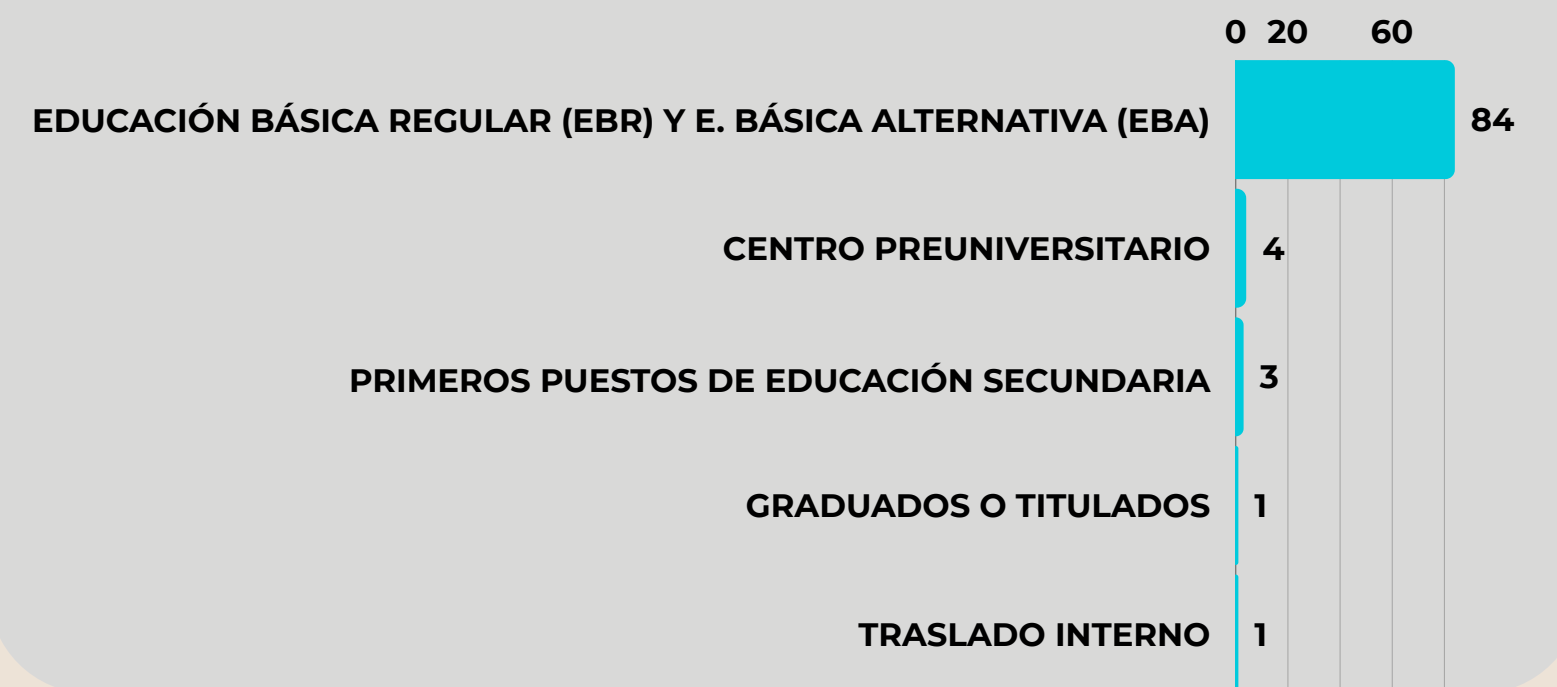 0 20 60
EDUCACIÓN BÁSICA REGULAR (EBR) Y E. BÁSICA ALTERNATIVA (EBA) 84
CENTRO PREUNIVERSITARIO 4
PRIMEROS PUESTOS DE EDUCACIÓN SECUNDARIA 3
GRADUADOS O TITULADOS 1
TRASLADO INTERNO 1